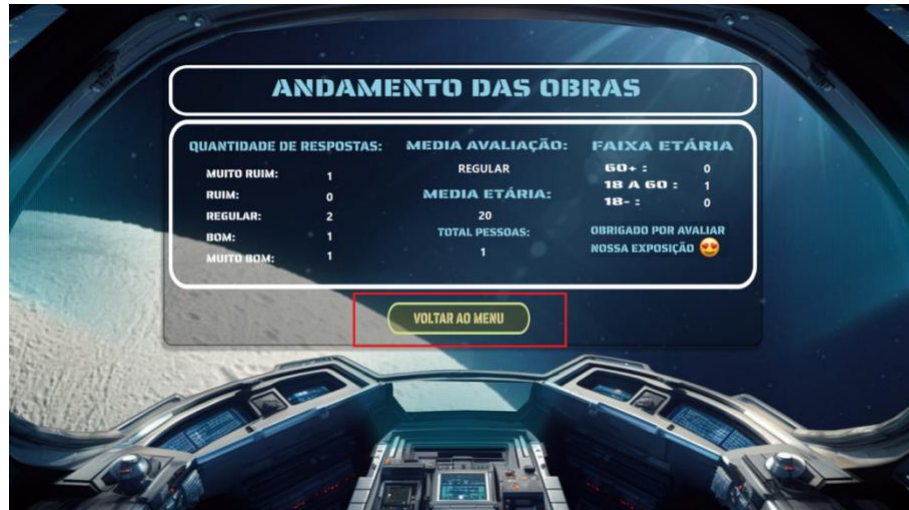 ANDAMENTO DAS OBRAS
QUANTIDADE DE RESPOSTAS:
MUITO RUIM: 1
RUIM: 0
REGULAR: 2
BOM: 1
MUITO BOM: 1
MEDIA AVALIAÇÃO:
REGULAR
MEDIA ETÁRIA:
20
TOTAL PESSOAS:
1
FAIXA ETÁRIA
60+ : 0
18 A 60 : 1
18- : 0
OBRIGADO POR AVALIAR
NOSSA EXPOSIÇÃO 😍
VOLTAR AO MENU